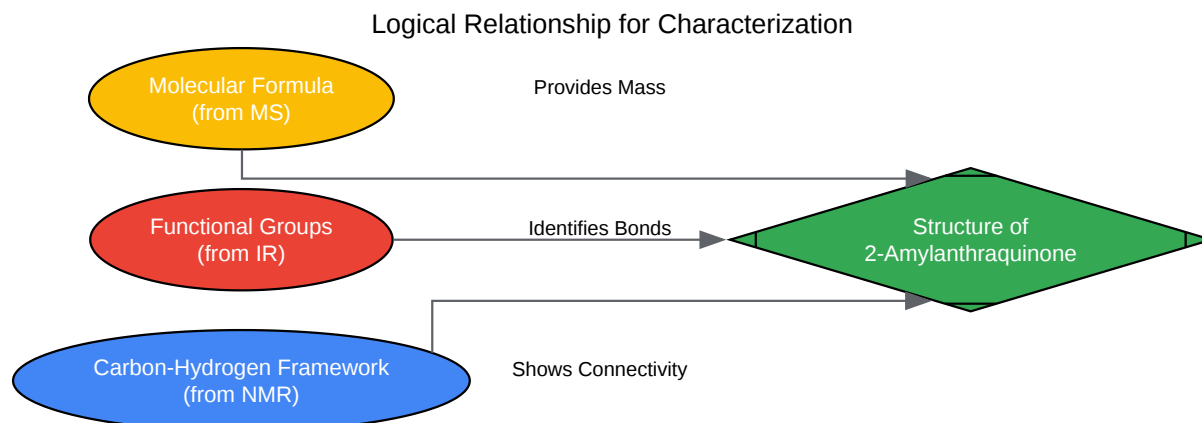 Logical Relationship for Characterization
Molecular Formula
(from MS)
Provides Mass
Functional Groups
(from IR)
Identifies Bonds
Structure of
2-Amylanthraquinone
Carbon-Hydrogen Framework
(from NMR)
Shows Connectivity